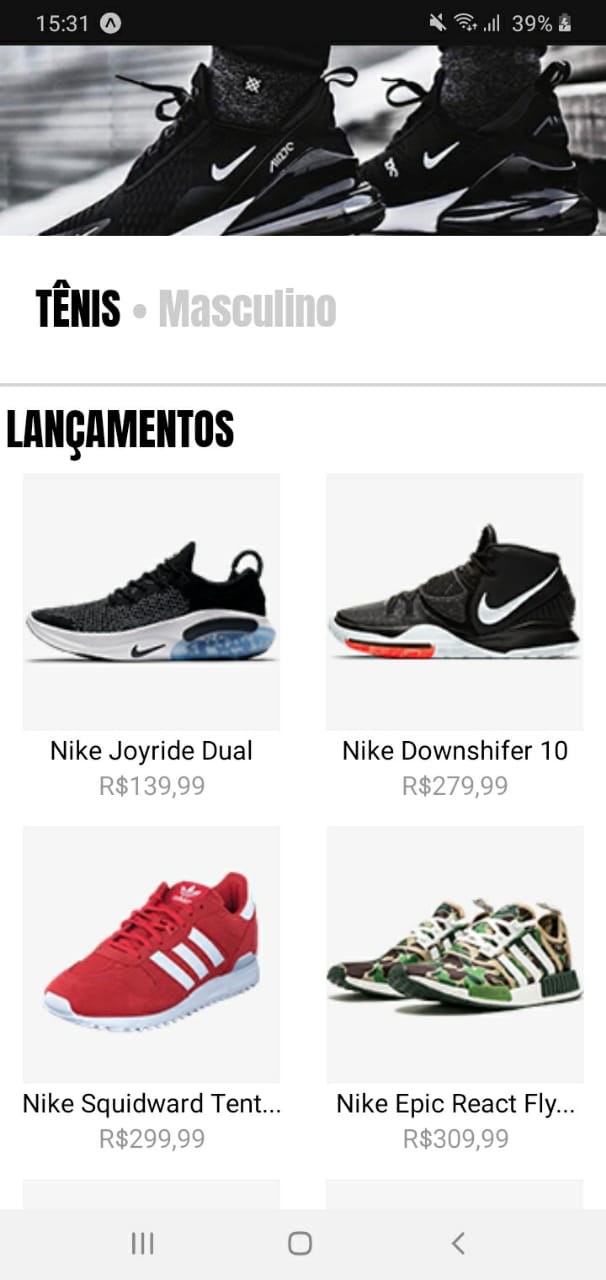 15:31
39%
TÊNIS • Masculino
LANÇAMENTOS
Nike Joyride Dual
Nike Downshifer 10
R$139,99
R$279,99
Nike Squidward Tent...
Nike Epic React Fly...
R$299,99
R$309,99